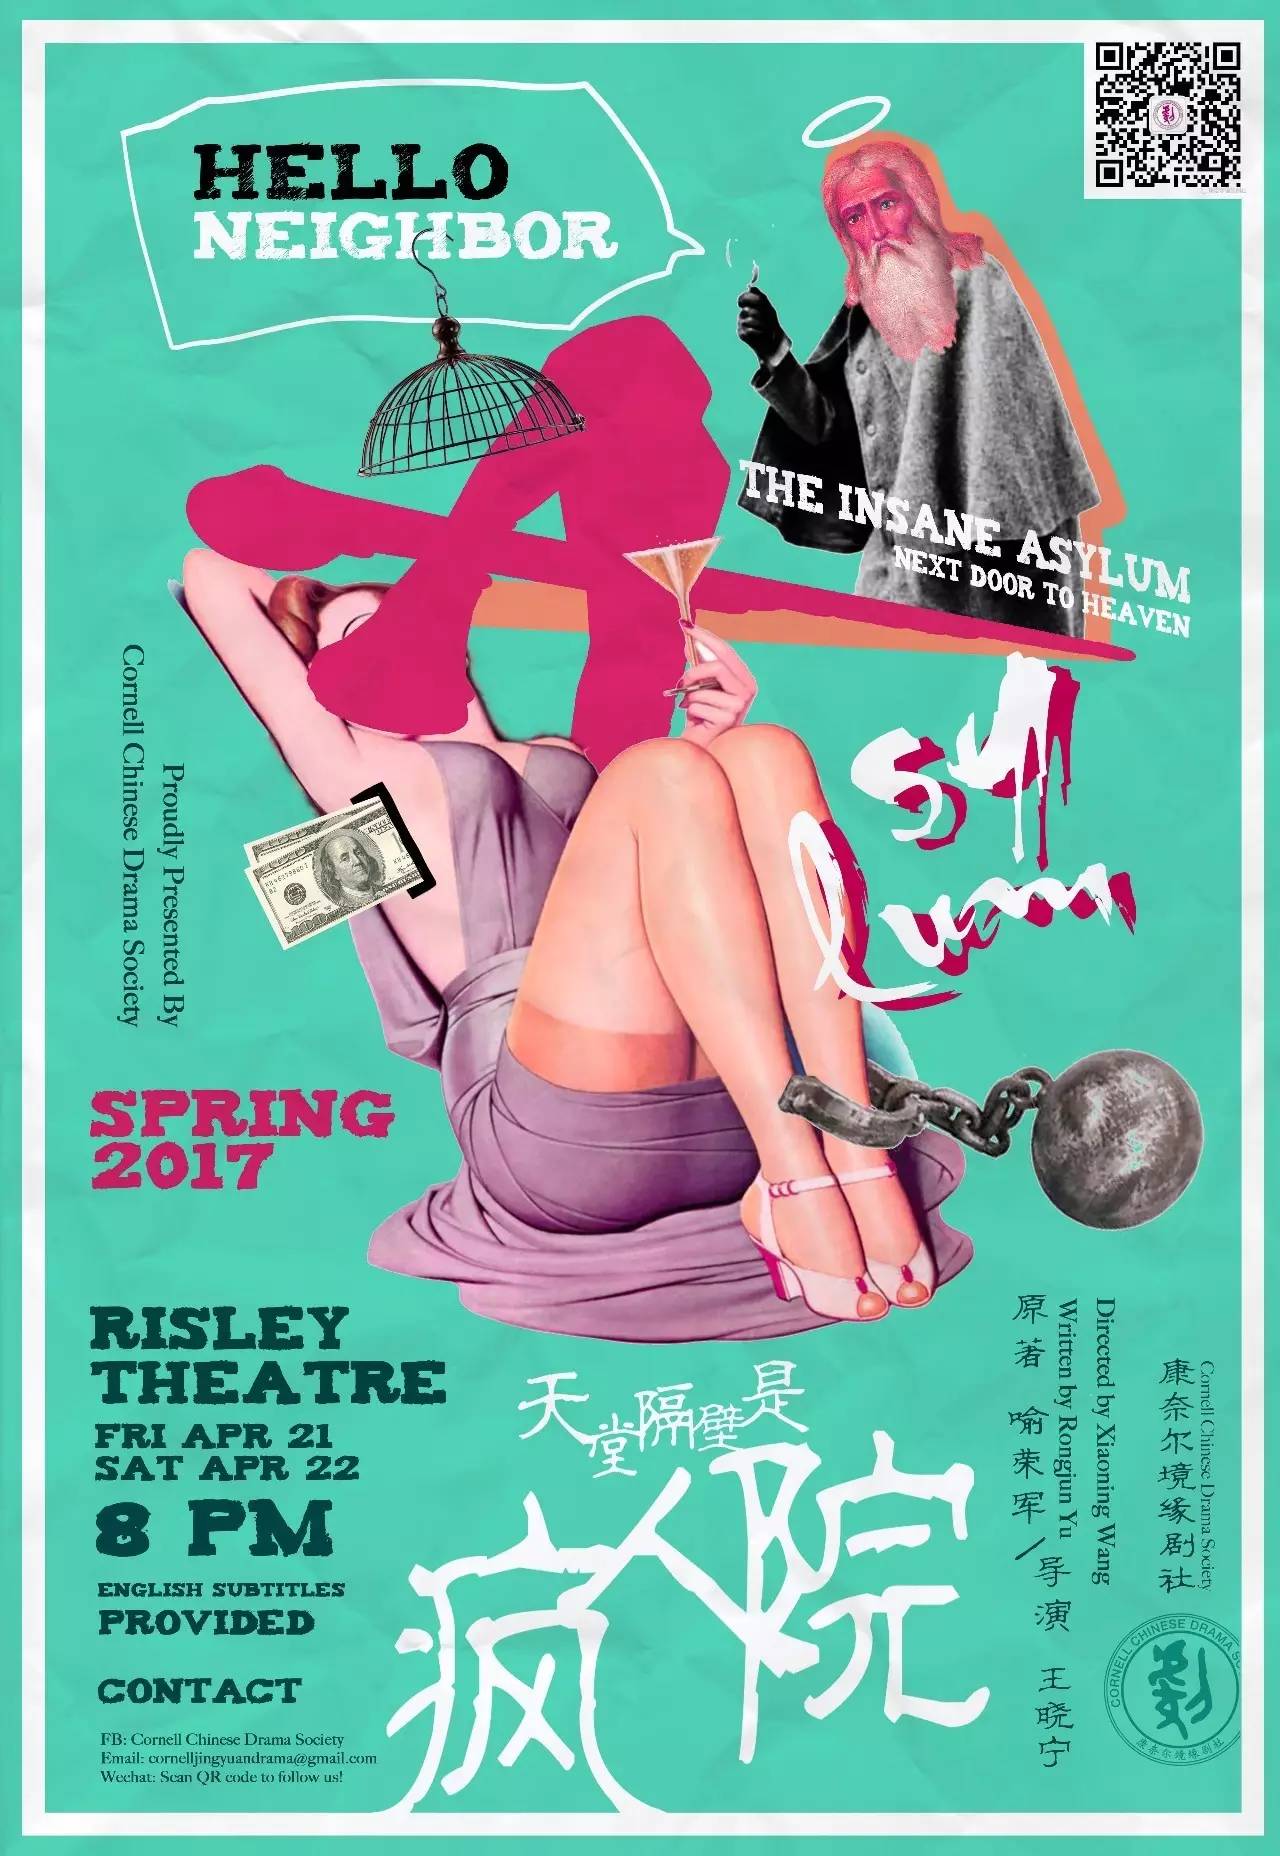 HELLO
NEIGHBOR
THE INSANE ASYLUM
NEXT DOOR TO HEAVEN
A
sy
lum
Proudly Presented By
Cornell Chinese Drama Society
SPRING
2017
RISLEY
THEATRE
FRI APR 21
SAT APR 22
8 PM
ENGLISH SUBTITLES
PROVIDED
CONTACT
FB: Cornell Chinese Drama Society
Email: cornelljingyuandrama@gmail.com
Wechat: Scan QR code to follow us!
天堂隔壁是
疯人院
Directed by Xiaoning Wang
Written by Rongjun Yu
原著 喻荣军/导演 王晓宁
Cornell Chinese Drama Society
康奈尔境缘剧社
CORNELL CHINESE DRAMA SO
剧
康奈尔境缘剧社
100